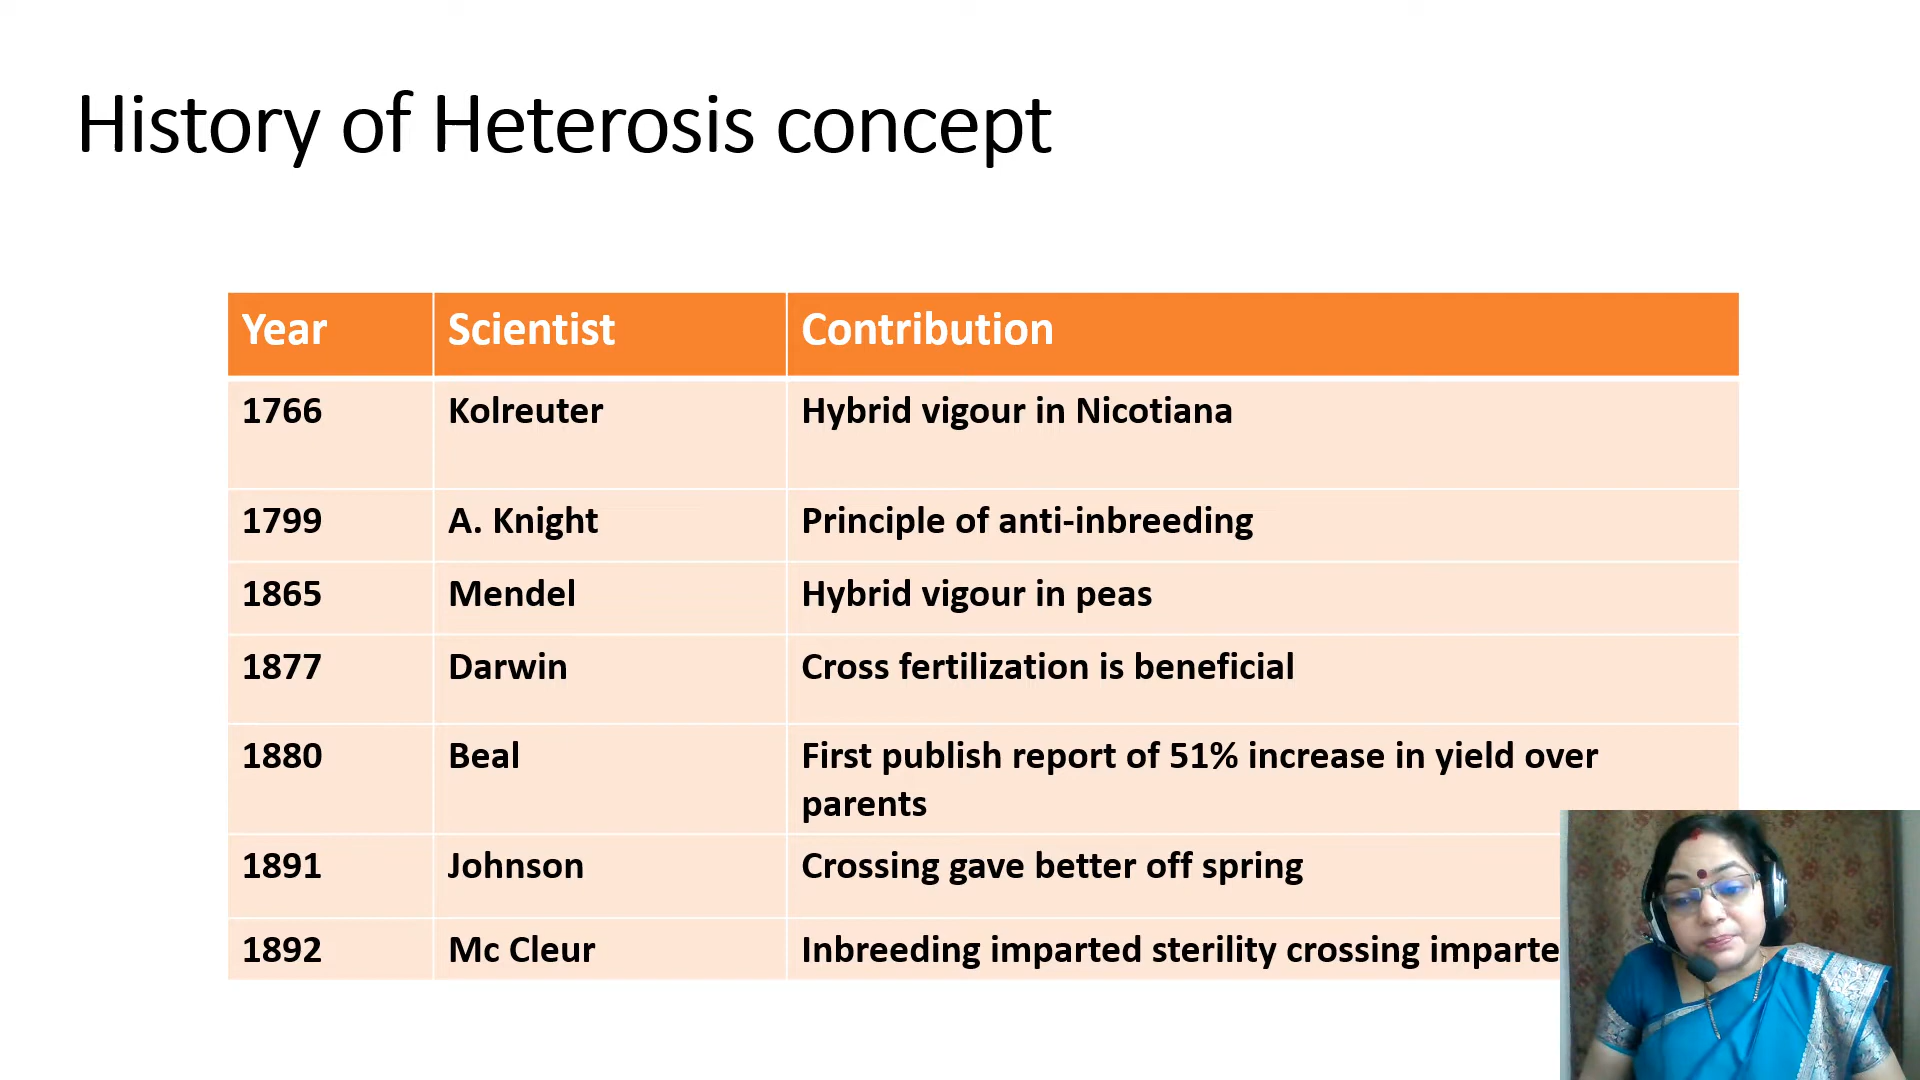 History of Heterosis concept
Year Scientist Contribution
1766 Kolreuter Hybrid vigour in Nicotiana
1799 A. Knight Principle of anti-inbreeding
1865 Mendel Hybrid vigour in peas
1877 Darwin Cross fertilization is beneficial
1880 Beal First publish report of 51% increase in yield over
parents
1891 Johnson Crossing gave better off spring
1892 Mc Cleur Inbreeding imparted sterility crossing imparte